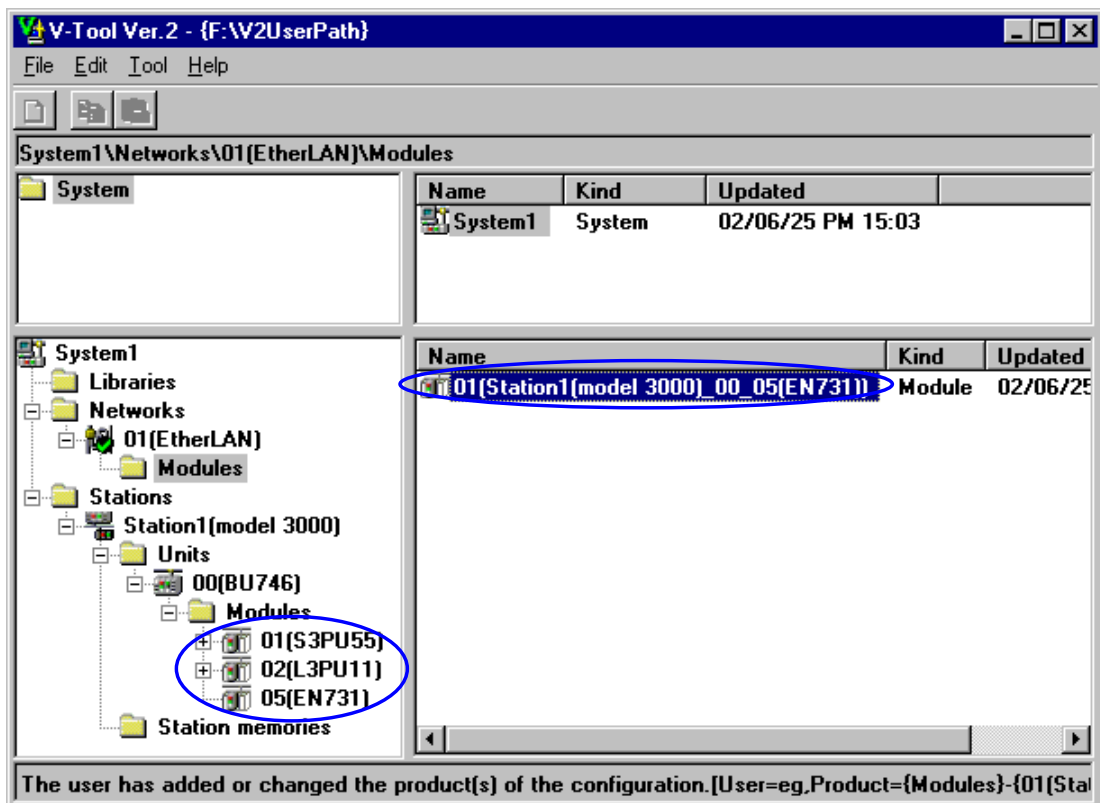 V-Tool Ver.2 - {F:\V2UserPath}
File Edit Tool Help
System1\Networks\01(EtherLAN)\Modules
System
Name Kind Updated
System1 System 02/06/25 PM 15:03
System1
Libraries
Networks
01(EtherLAN)
Modules
Stations
Station1(model 3000)
Units
00(BU746)
Modules
01(S3PU55)
02(L3PU11)
05(EN731)
Station memories
Name Kind Updated
01(Station1(model 3000)_00_05(EN731)) Module 02/06/25
The user has added or changed the product(s) of the configuration.[User=eg,Product={Modules}-{01(Stat